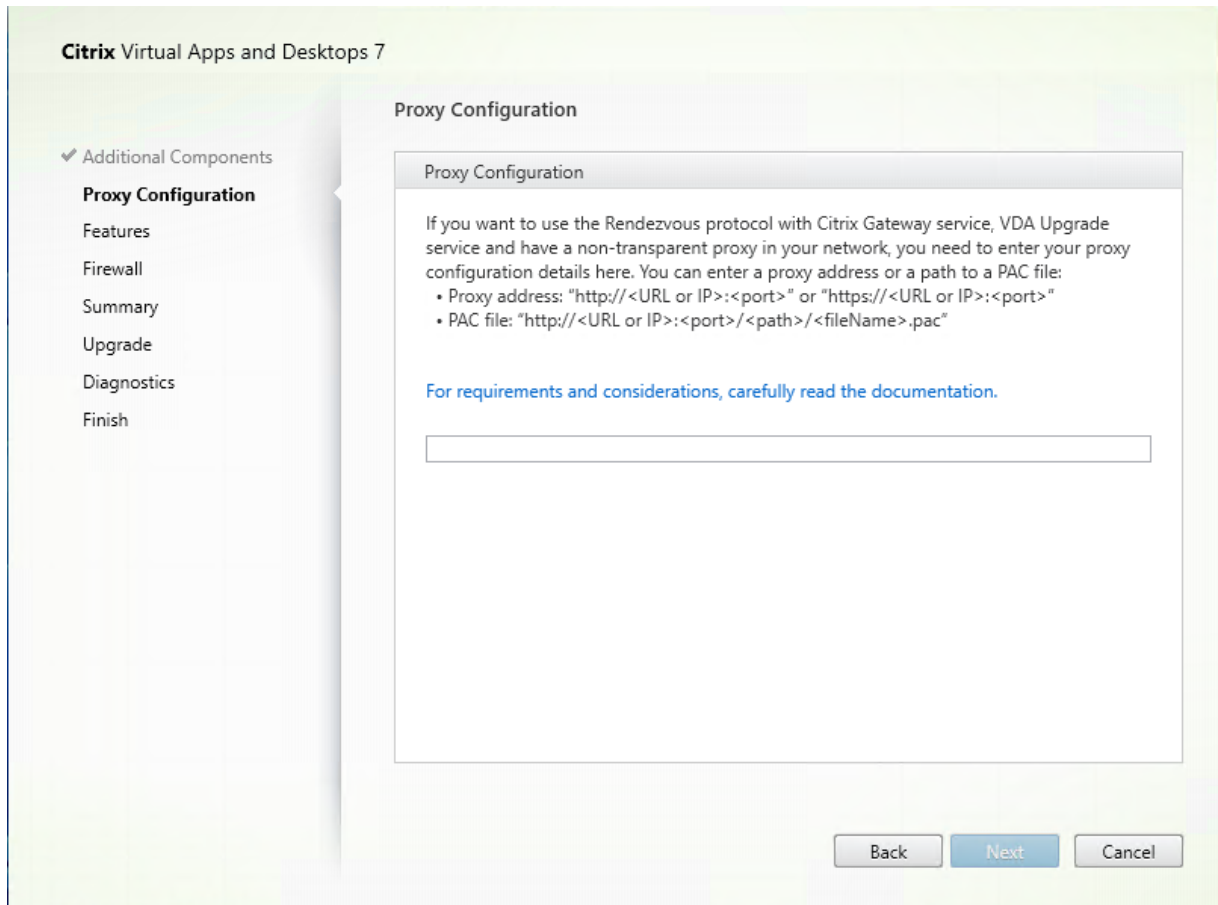 Citrix Virtual Apps and Desktops 7
Additional Components
Proxy Configuration
Features
Firewall
Summary
Upgrade
Diagnostics
Finish
Proxy Configuration
Proxy Configuration
If you want to use the Rendezvous protocol with Citrix Gateway service, VDA Upgrade
service and have a non-transparent proxy in your network, you need to enter your proxy
configuration details here. You can enter a proxy address or a path to a PAC file:
• Proxy address: "http://<URL or IP>:<port>" or "https://<URL or IP>:<port>"
• PAC file: "http://<URL or IP>:<port>/<path>/<fileName>.pac"
For requirements and considerations, carefully read the documentation.
Back
Next
Cancel